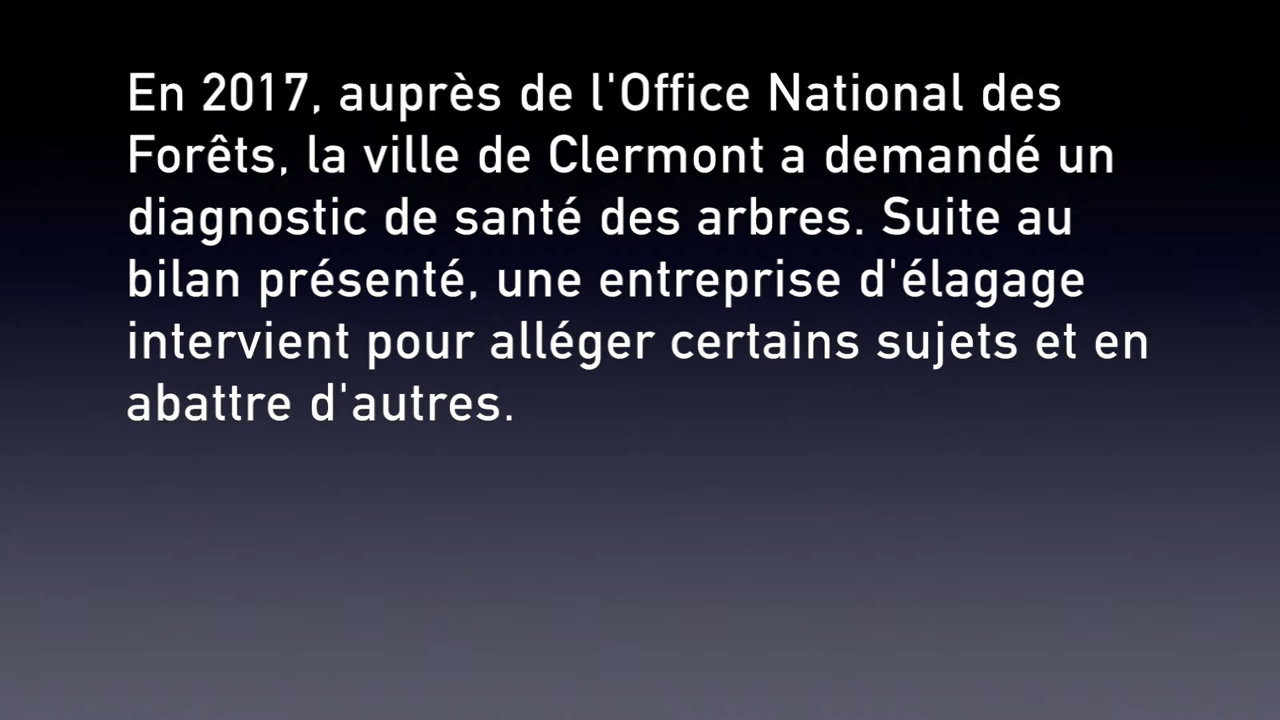 En 2017, auprès de l'Office National des
Forêts, la ville de Clermont a demandé un
diagnostic de santé des arbres. Suite au
bilan présenté, une entreprise d'élagage
intervient pour alléger certains sujets et en
abattre d'autres.